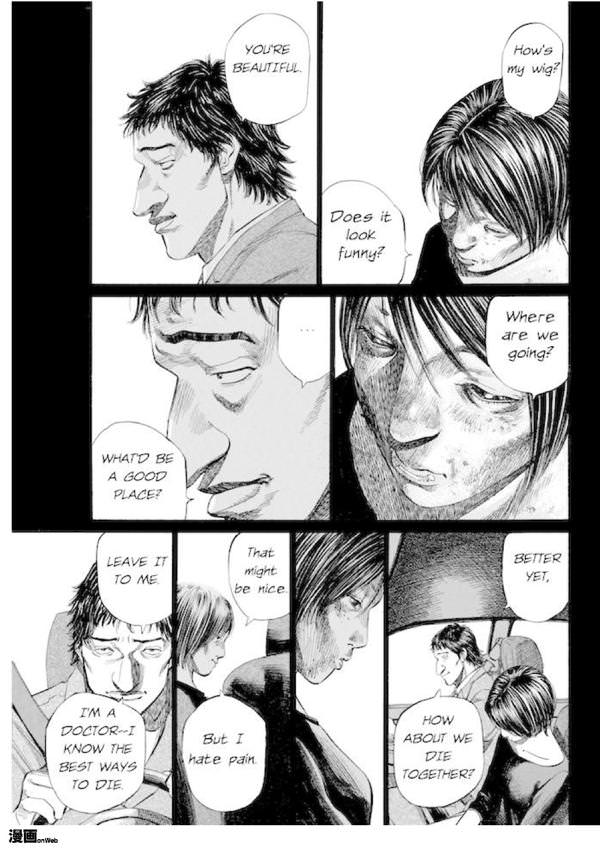 How's
my wig?
Does it
look
funny?
YOU'RE
BEAUTIFUL.
Where
are we
going?
...
WHAT'D BE
A GOOD
PLACE?
BETTER
YET,
HOW
ABOUT WE
DIE
TOGETHER?
That
might
be nice.
But I
hate pain.
LEAVE IT
TO ME.
I'M A
DOCTOR--I
KNOW THE
BEST WAYS
TO DIE.
漫画onWeb